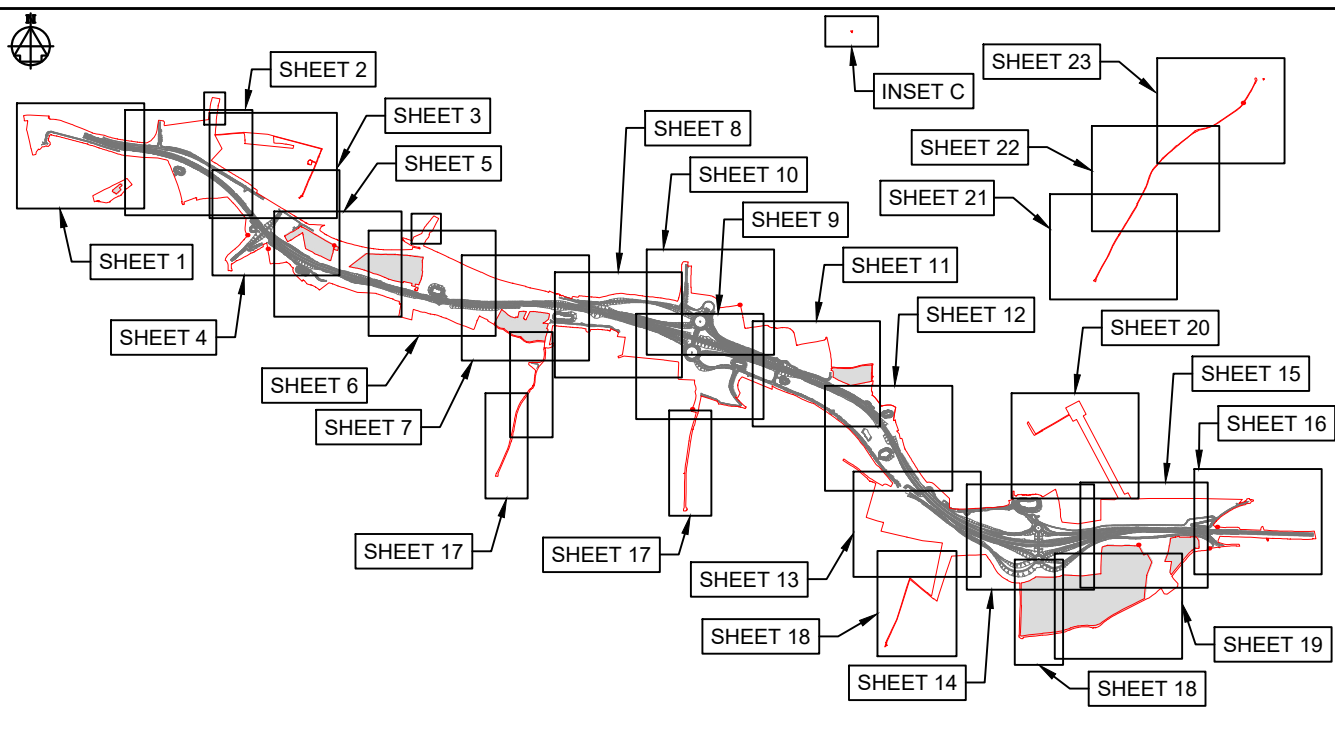 SHEET 2
SHEET 23
INSET C
SHEET 3
SHEET 8
SHEET 22
SHEET 5
SHEET 10
SHEET 21
SHEET 9
SHEET 1
SHEET 11
SHEET 12
SHEET 4
SHEET 20
SHEET 15
SHEET 6
SHEET 16
SHEET 7
SHEET 17
SHEET 17
SHEET 13
SHEET 18
SHEET 19
SHEET 14
SHEET 18